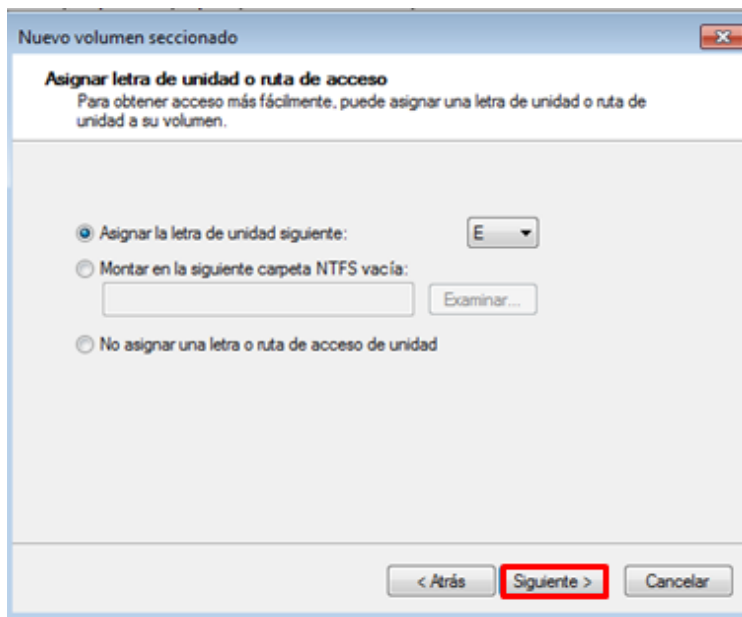 Nuevo volumen seccionado
Asignar letra de unidad o ruta de acceso
Para obtener acceso más fácilmente, puede asignar una letra de unidad o ruta de
unidad a su volumen.
Asignar la letra de unidad siguiente: E
Montar en la siguiente carpeta NTFS vacía:
Examinar...
No asignar una letra o ruta de acceso de unidad
< Atrás Siguiente > Cancelar